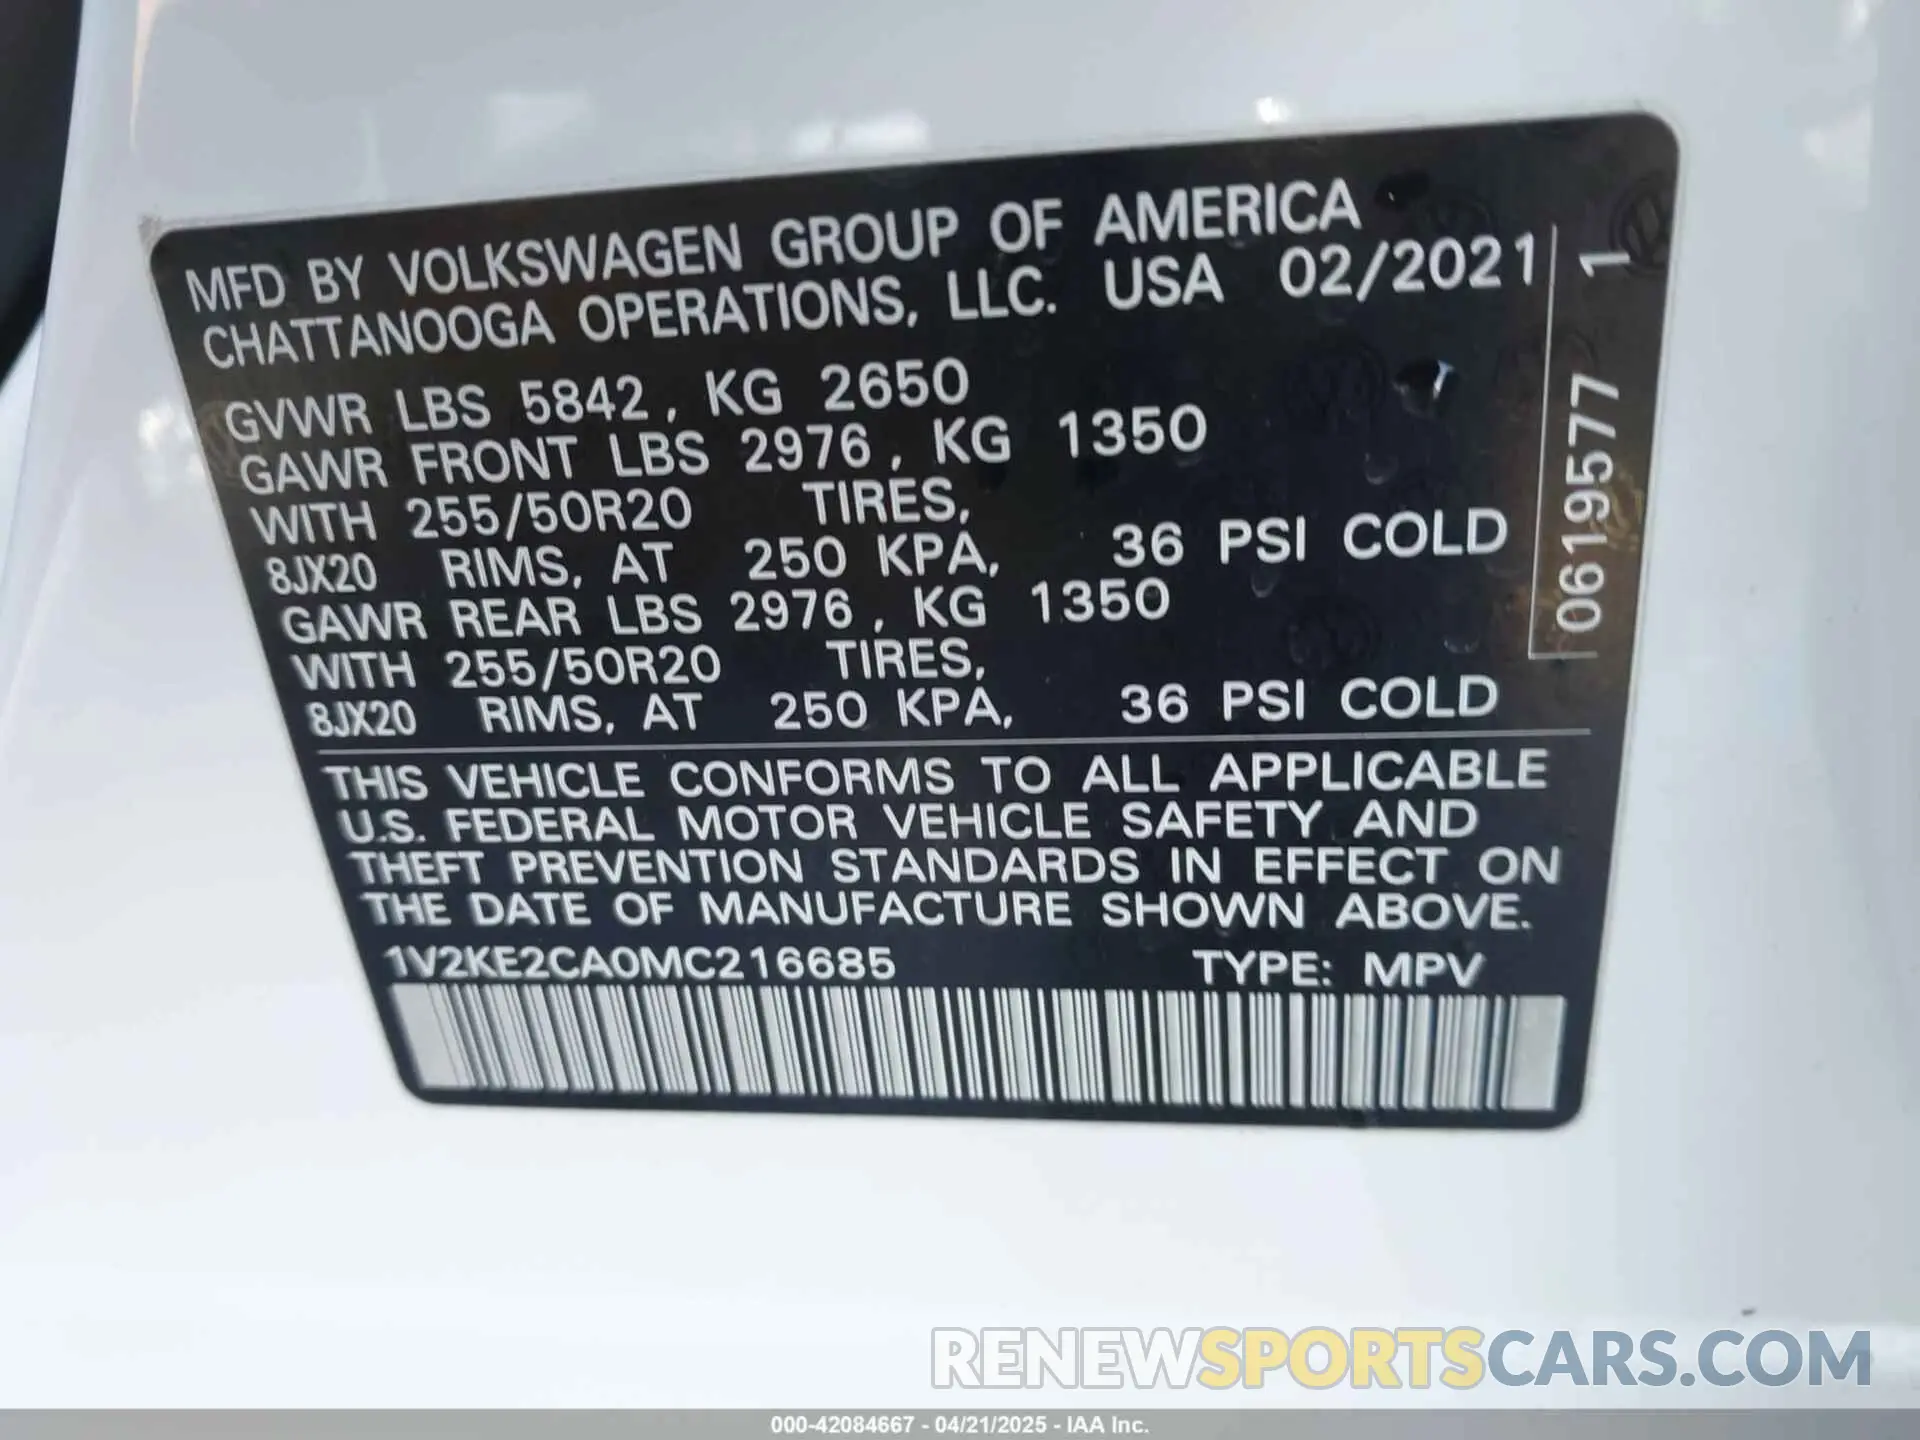 MFD BY VOLKSWAGEN GROUP OF AMERICA
CHATTANOOGA OPERATIONS, LLC. USA 02/2021
GVWR LBS 5842, KG 2650
GAWR FRONT LBS 2976, KG 1350
WITH 255/50R20 TIRES,
8JX20 RIMS, AT 250 KPA, 36 PSI COLD
GAWR REAR LBS 2976, KG 1350
WITH 255/50R20 TIRES,
8JX20 RIMS, AT 250 KPA, 36 PSI COLD
0619577 1
THIS VEHICLE CONFORMS TO ALL APPLICABLE
U.S. FEDERAL MOTOR VEHICLE SAFETY AND
THEFT PREVENTION STANDARDS IN EFFECT ON
THE DATE OF MANUFACTURE SHOWN ABOVE.
1V2KE2CA0MC216685 TYPE: MPV
RENEWSPORTSCARS.COM
000-42084667 - 04/21/2025 - IAA Inc.